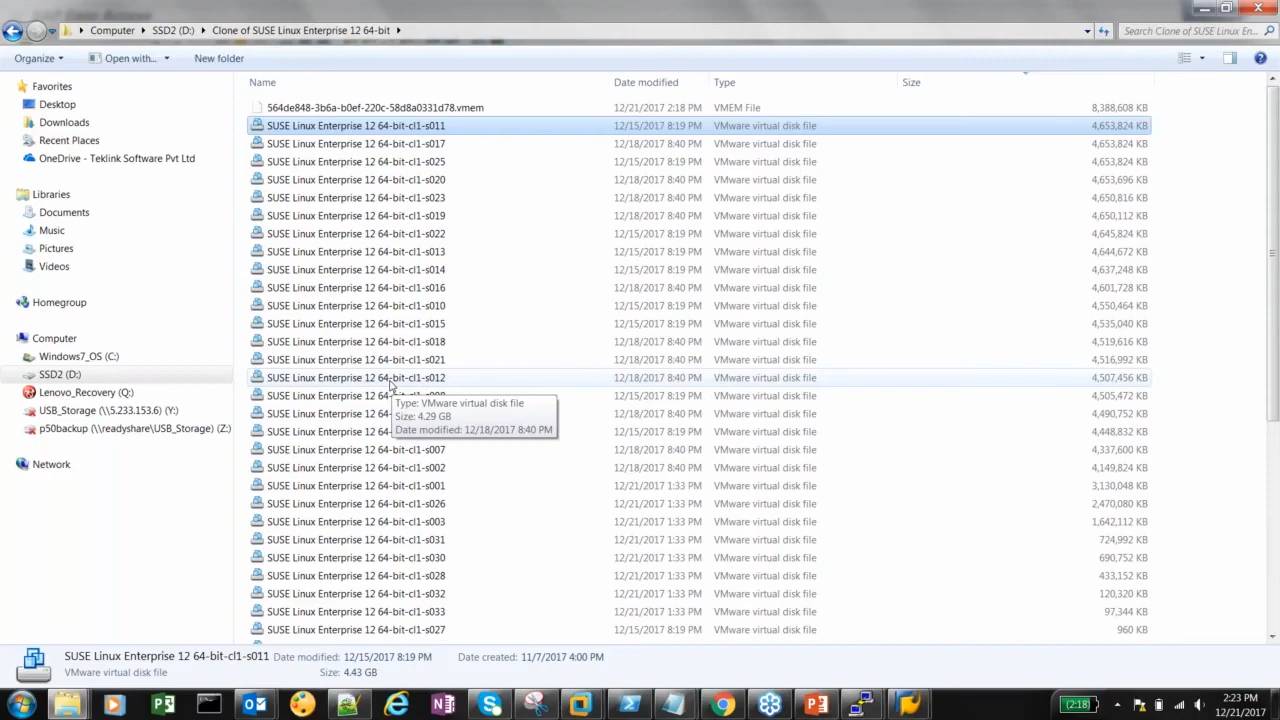 Computer SSD2 (D:) Clone of SUSE Linux Enterprise 12 64-bit Search Clone of SUSE Linux En...
Organize Open with... New folder
Name Date modified Type Size
Favorites
Desktop
Downloads
Recent Places
OneDrive - Teklink Software Pvt Ltd
Libraries
Documents
Music
Pictures
Videos
Homegroup
Computer
Windows7_OS (C:)
SSD2 (D:)
Lenovo_Recovery (Q:)
USB_Storage (\\5.233.153.6) (Y:)
p50backup (\\readyshare\USB_Storage) (Z:)
Network
564de848-3b6a-b0ef-220c-58d8a0331d78.vmem 12/21/2017 2:18 PM VMEM File 8,388,608 KB
SUSE Linux Enterprise 12 64-bit-cl1-s011 12/15/2017 8:19 PM VMware virtual disk file 4,653,824 KB
SUSE Linux Enterprise 12 64-bit-cl1-s017 12/18/2017 8:40 PM VMware virtual disk file 4,653,824 KB
SUSE Linux Enterprise 12 64-bit-cl1-s025 12/15/2017 8:19 PM VMware virtual disk file 4,653,824 KB
SUSE Linux Enterprise 12 64-bit-cl1-s020 12/18/2017 8:40 PM VMware virtual disk file 4,653,696 KB
SUSE Linux Enterprise 12 64-bit-cl1-s023 12/18/2017 8:40 PM VMware virtual disk file 4,650,816 KB
SUSE Linux Enterprise 12 64-bit-cl1-s019 12/18/2017 8:40 PM VMware virtual disk file 4,650,112 KB
SUSE Linux Enterprise 12 64-bit-cl1-s022 12/15/2017 8:19 PM VMware virtual disk file 4,645,824 KB
SUSE Linux Enterprise 12 64-bit-cl1-s013 12/15/2017 8:19 PM VMware virtual disk file 4,644,672 KB
SUSE Linux Enterprise 12 64-bit-cl1-s014 12/15/2017 8:19 PM VMware virtual disk file 4,637,248 KB
SUSE Linux Enterprise 12 64-bit-cl1-s016 12/18/2017 8:40 PM VMware virtual disk file 4,601,728 KB
SUSE Linux Enterprise 12 64-bit-cl1-s010 12/15/2017 8:19 PM VMware virtual disk file 4,550,464 KB
SUSE Linux Enterprise 12 64-bit-cl1-s015 12/15/2017 8:19 PM VMware virtual disk file 4,535,040 KB
SUSE Linux Enterprise 12 64-bit-cl1-s018 12/18/2017 8:40 PM VMware virtual disk file 4,519,616 KB
SUSE Linux Enterprise 12 64-bit-cl1-s021 12/18/2017 8:40 PM VMware virtual disk file 4,516,992 KB
SUSE Linux Enterprise 12 64-bit-cl1-s012 12/18/2017 8:40 PM VMware virtual disk file 4,507,456 KB
SUSE Linux Enterprise 12 64-bit-cl1-s008 12/15/2017 8:19 PM VMware virtual disk file 4,505,472 KB
SUSE Linux Enterprise 12 64- 12/18/2017 8:40 PM VMware virtual disk file 4,490,752 KB
SUSE Linux Enterprise 12 64- 12/15/2017 8:19 PM VMware virtual disk file 4,448,832 KB
SUSE Linux Enterprise 12 64-bit-cl1-s007 12/18/2017 8:40 PM VMware virtual disk file 4,337,600 KB
SUSE Linux Enterprise 12 64-bit-cl1-s002 12/18/2017 8:40 PM VMware virtual disk file 4,149,824 KB
SUSE Linux Enterprise 12 64-bit-cl1-s001 12/21/2017 1:33 PM VMware virtual disk file 3,130,048 KB
SUSE Linux Enterprise 12 64-bit-cl1-s026 12/21/2017 1:33 PM VMware virtual disk file 2,470,080 KB
SUSE Linux Enterprise 12 64-bit-cl1-s003 12/21/2017 1:33 PM VMware virtual disk file 1,642,112 KB
SUSE Linux Enterprise 12 64-bit-cl1-s031 12/21/2017 1:33 PM VMware virtual disk file 724,992 KB
SUSE Linux Enterprise 12 64-bit-cl1-s030 12/21/2017 1:33 PM VMware virtual disk file 690,752 KB
SUSE Linux Enterprise 12 64-bit-cl1-s028 12/21/2017 1:33 PM VMware virtual disk file 433,152 KB
SUSE Linux Enterprise 12 64-bit-cl1-s032 12/21/2017 1:33 PM VMware virtual disk file 120,320 KB
SUSE Linux Enterprise 12 64-bit-cl1-s033 12/21/2017 1:33 PM VMware virtual disk file 97,344 KB
SUSE Linux Enterprise 12 64-bit-cl1-s027 12/15/2017 8:19 PM VMware virtual disk file 960 KB
Type: VMware virtual disk file
Size: 4.29 GB
Date modified: 12/18/2017 8:40 PM
SUSE Linux Enterprise 12 64-bit-cl1-s011 Date modified: 12/15/2017 8:19 PM Date created: 11/7/2017 4:00 PM
VMware virtual disk file Size: 4.43 GB
(2:18) 2:23 PM
12/21/2017